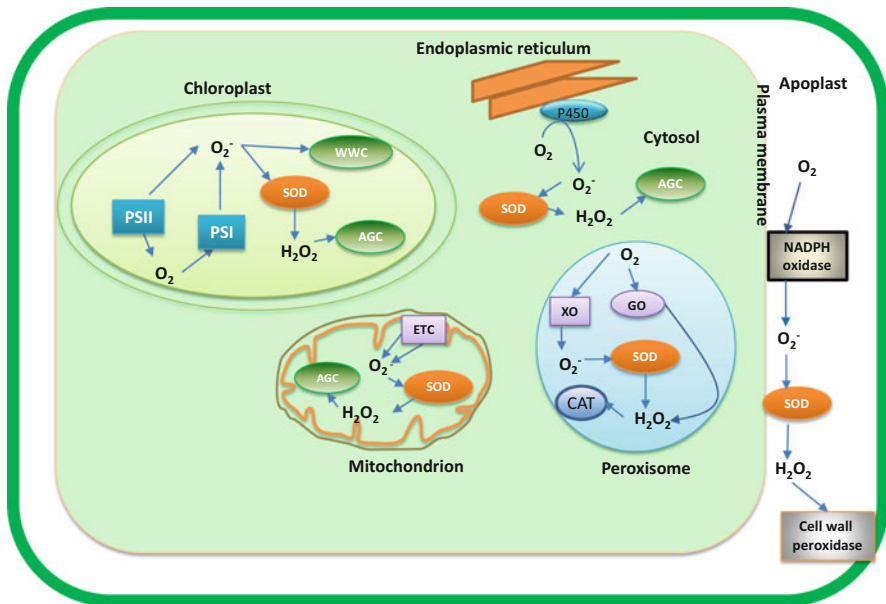 Endoplasmic reticulum
P450
O₂
O₂⁻
SOD
H₂O₂
AGC
Cytosol
Chloroplast
O₂⁻
WWC
SOD
PSII
PSI
O₂
H₂O₂
AGC
ETC
O₂⁻
AGC
SOD
H₂O₂
Mitochondrion
O₂
XO
GO
O₂⁻
SOD
CAT
H₂O₂
Peroxisome
Plasma membrane
Apoplast
O₂
NADPH
oxidase
O₂⁻
SOD
H₂O₂
Cell wall
peroxidase